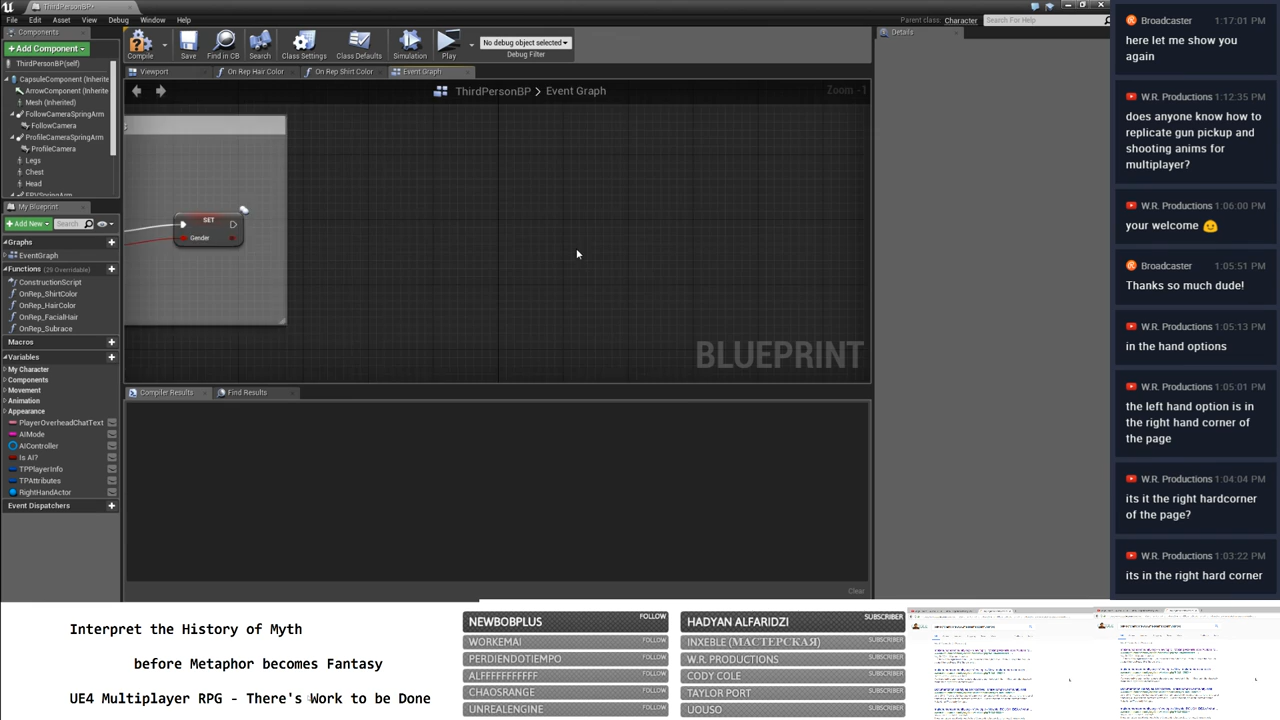 ThirdPersonBP*
File
Edit
Asset
View
Debug
Window
Help
Parent class: Character
Search For Help
Components
+Add Component
ThirdPersonBP(self)
CapsuleComponent (Inherite
ArrowComponent (Inherite
Mesh (Inherited)
FollowCameraSpringArm
FollowCamera
ProfileCameraSpringArm
ProfileCamera
Legs
Chest
Head
FPVSpringArm
Compile
Save
Find in CB
Search
Class Settings
Class Defaults
Simulation
Play
No debug object selected
Debug Filter
Viewport
On Rep Hair Color
On Rep Shirt Color
Event Graph
ThirdPersonBP > Event Graph
Zoom -1
SET
Gender
BLUEPRINT
Details
My Blueprint
+Add New
Search
Graphs
EventGraph
Functions (29 Overridable)
ConstructionScript
OnRep_ShirtColor
OnRep_HairColor
OnRep_FacialHair
OnRep_Subrace
Macros
Variables
My Character
Components
Movement
Animation
Appearance
PlayerOverheadChatText
AIMode
AIController
Is AI?
TPPlayerInfo
TPAttributes
RightHandActor
Event Dispatchers
Compiler Results
Find Results
Clear
Broadcaster 1:17:01 PM
here let me show you
again
W.R. Productions 1:12:35 PM
does anyone know how to
replicate gun pickup and
shooting anims for
multiplayer?
W.R. Productions 1:06:00 PM
your welcome
Broadcaster 1:05:51 PM
Thanks so much dude!
W.R. Productions 1:05:13 PM
in the hand options
W.R. Productions 1:05:01 PM
the left hand option is in
the right hand corner of
the page
W.R. Productions 1:04:04 PM
its it the right hardcorner
of the page?
W.R. Productions 1:03:22 PM
its in the right hard corner
Interpret the History of Man
before Mataphysical Ethnics Fantasy
UE4 Multiplayer RPG - Lots of Work to be Done
NEWBOBPLUS FOLLOW
WORKEMAI FOLLOW
PERDIENDOTIEMPO FOLLOW
ALFFFFFFFFFF FOLLOW
CHAOSRANGE FOLLOW
UNREALENGINE FOLLOW
HADYAN ALFARIDZI SUBSCRIBER
INXEBLE (МАСТЕРСКАЯ) SUBSCRIBER
W.R. PRODUCTIONS SUBSCRIBER
CODY COLE SUBSCRIBER
TAYLOR PORT SUBSCRIBER
UOUSO SUBSCRIBER